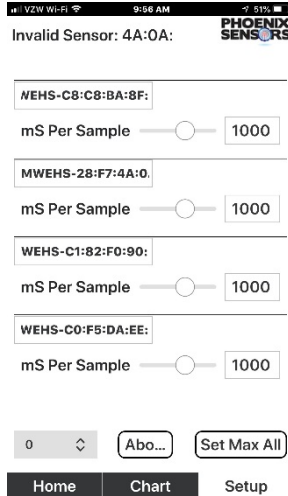 VZW Wi-Fi 9:56 AM 51%
Invalid Sensor: 4A:0A:
PHOENIX
SENSORS
WEHS-C8:C8:BA:8F:
mS Per Sample 1000
MWEHS-28:F7:4A:0.
mS Per Sample 1000
WEHS-C1:82:F0:90:
mS Per Sample 1000
WEHS-C0:F5:DA:EE:
mS Per Sample 1000
0 Abo... Set Max All
Home Chart Setup